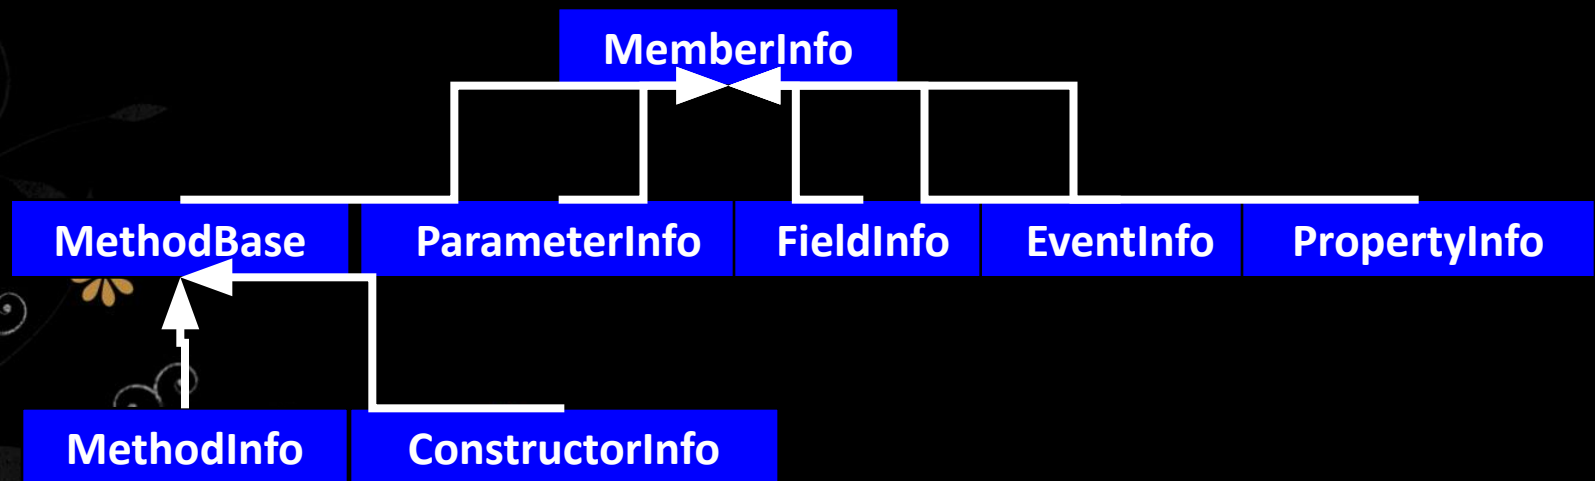 MemberInfo
MethodBase ParameterInfo FieldInfo EventInfo PropertyInfo
MethodInfo ConstructorInfo